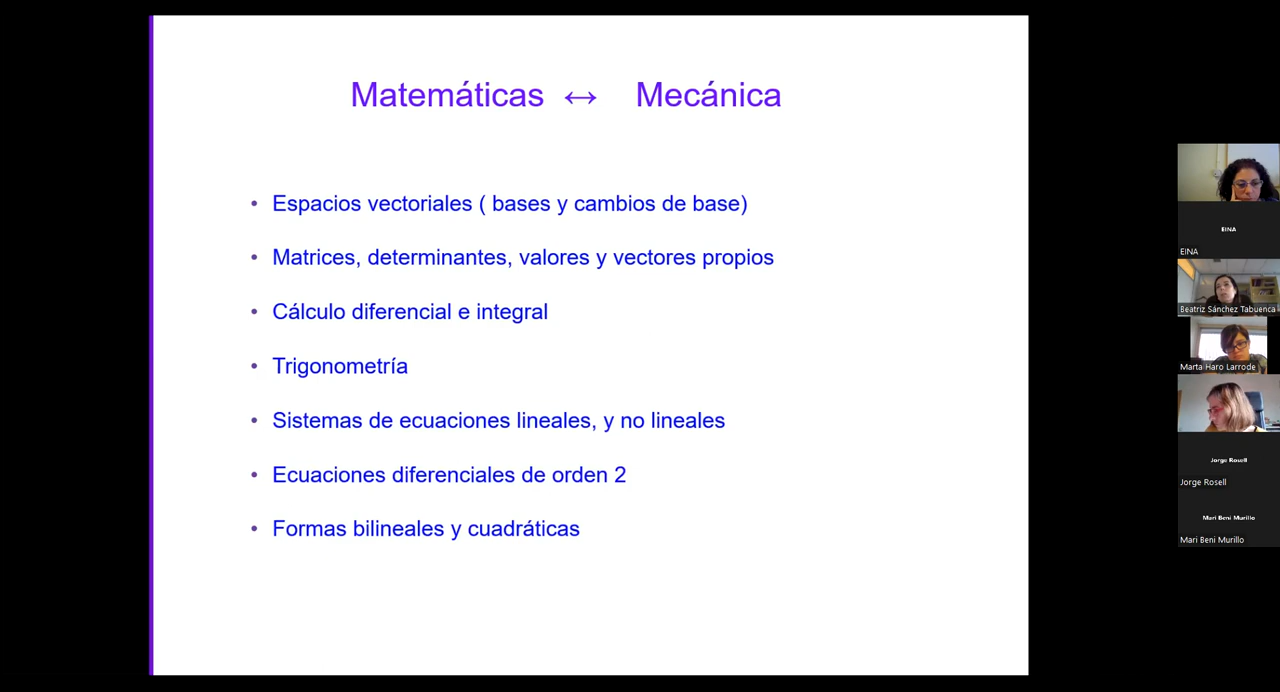 Matemáticas ↔ Mecánica
• Espacios vectoriales ( bases y cambios de base)
• Matrices, determinantes, valores y vectores propios
• Cálculo diferencial e integral
• Trigonometría
• Sistemas de ecuaciones lineales, y no lineales
• Ecuaciones diferenciales de orden 2
• Formas bilineales y cuadráticas
EINA
EINA
Beatriz Sánchez Tabuenca
Marta Haro Larrode
Jorge Rosell
Jorge Rosell
Mari Beni Murillo
Mari Beni Murillo